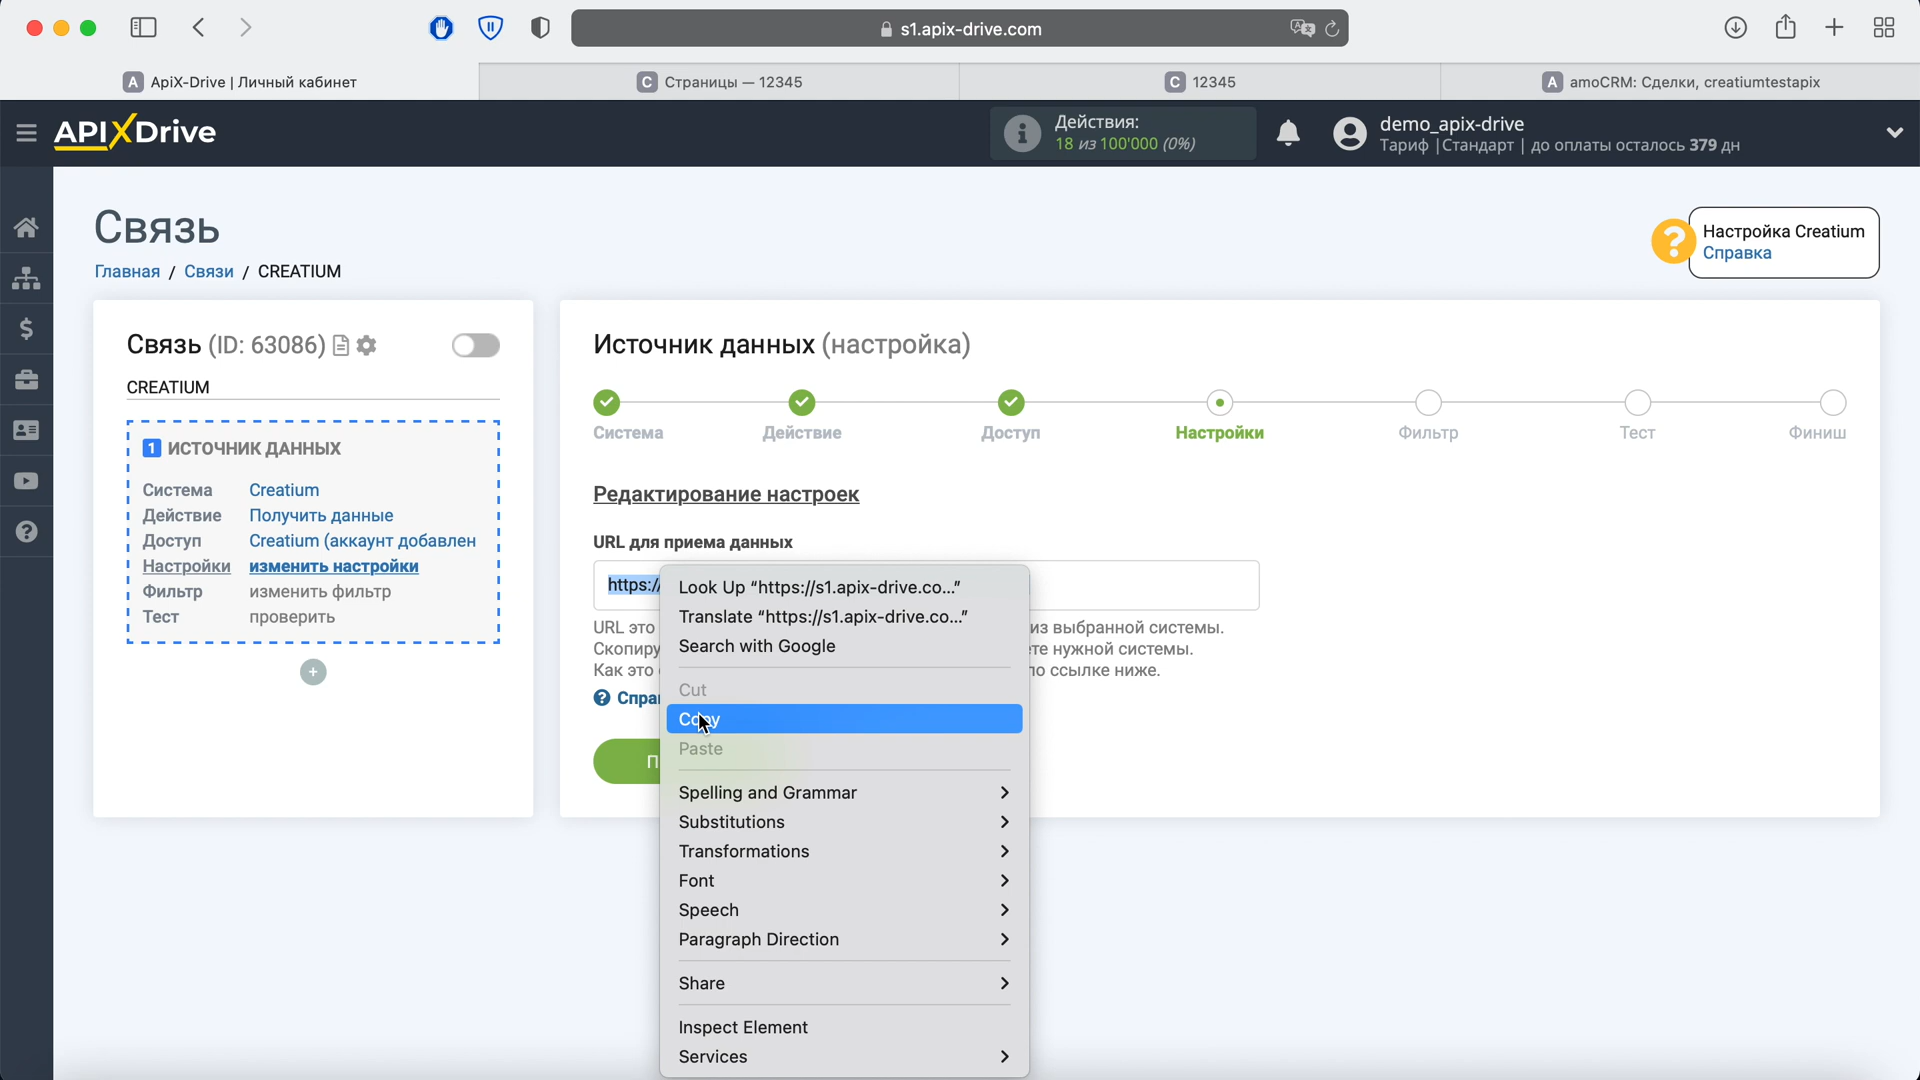 s1.apix-drive.com
ApiX-Drive | Личный кабинет
Страницы — 12345
12345
amoCRM: Сделки, creatiumtestapix
APIXDrive
Действия:
18 из 100'000 (0%)
demo_apix-drive
Тариф |Стандарт | до оплаты осталось 379 дн
Связь
Главная / Связи / CREATIUM
Настройка Creatium
Справка
Связь (ID: 63086)
CREATIUM
1 ИСТОЧНИК ДАННЫХ
Система Creatium
Действие Получить данные
Доступ Creatium (аккаунт добавлен
Настройки изменить настройки
Фильтр изменить фильтр
Тест проверить
Источник данных (настройка)
Система Действие Доступ Настройки Фильтр Тест Финиш
Редактирование настроек
URL для приема данных
https:/
URL это из выбранной системы.
Скопиру те нужной системы.
Как это по ссылке ниже.
Спра
П
Look Up “https://s1.apix-drive.co...”
Translate “https://s1.apix-drive.co...”
Search with Google
Cut
Copy
Paste
Spelling and Grammar
Substitutions
Transformations
Font
Speech
Paragraph Direction
Share
Inspect Element
Services